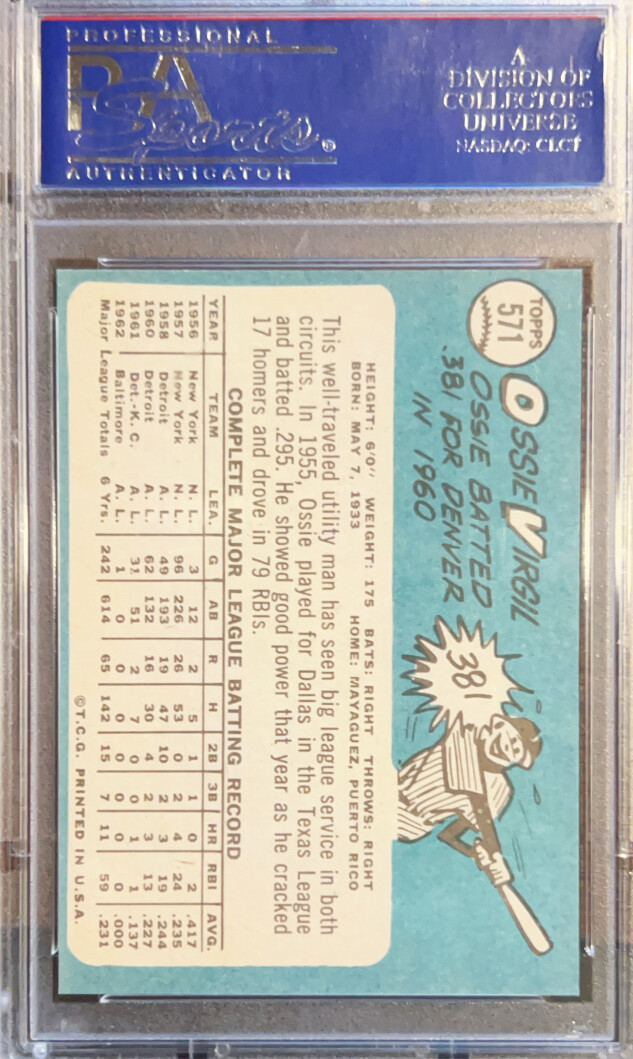 PROFESSIONAL
PSA
Sports®
AUTHENTICATOR
A
DIVISION OF
COLLECTORS
UNIVERSE
NASDAQ: CLCT
TOPPS
571
OSSIE VIRGIL
OSSIE BATTED
.381 FOR DENVER
IN 1960
381
HEIGHT: 6'0" WEIGHT: 175 BATS: RIGHT THROWS: RIGHT
BORN: MAY 7, 1933 HOME: MAYAGUEZ, PUERTO RICO
This well-traveled utility man has seen big league service in both
circuits. In 1955, Ossie played for Dallas in the Texas League
and batted .295. He showed good power that year as he cracked
17 homers and drove in 79 RBIs.
COMPLETE MAJOR LEAGUE BATTING RECORD
YEAR TEAM LEA. G AB R H 2B 3B HR RBI AVG.
1956 New York N. L. 3 12 2 5 1 1 0 2 .417
1957 New York N. L. 96 226 26 53 0 2 4 24 .235
1958 Detroit A. L. 49 193 19 47 10 2 3 19 .244
1960 Detroit A. L. 62 132 16 30 4 2 3 13 .227
1961 Det.-K. C. A. L. 51 2 7 0 0 1 1 .137
1962 Baltimore A. L. 1 0 0 0 0 0 0 0 .000
Major League Totals 6 Yrs. 242 614 65 142 15 7 11 59 .231
©T.C.G. PRINTED IN U.S.A.